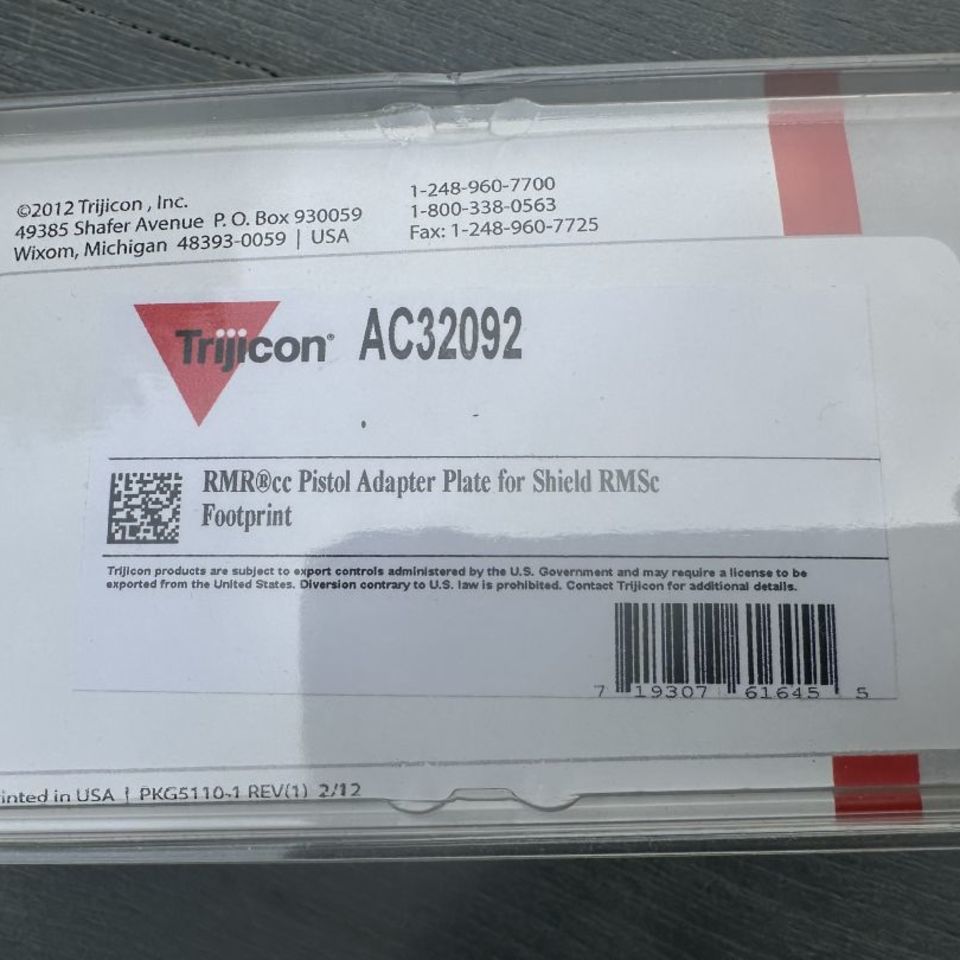 ©2012 Trijicon , Inc.
49385 Shafer Avenue P. O. Box 930059
Wixom, Michigan 48393-0059 | USA
1-248-960-7700
1-800-338-0563
Fax: 1-248-960-7725
Trijicon® AC32092
RMR®cc Pistol Adapter Plate for Shield RMSc
Footprint
Trijicon products are subject to export controls administered by the U.S. Government and may require a license to be
exported from the United States. Diversion contrary to U.S. law is prohibited. Contact Trijicon for additional details.
7 19307 61645 5
inted in USA | PKG5110-1 REV(1) 2/12